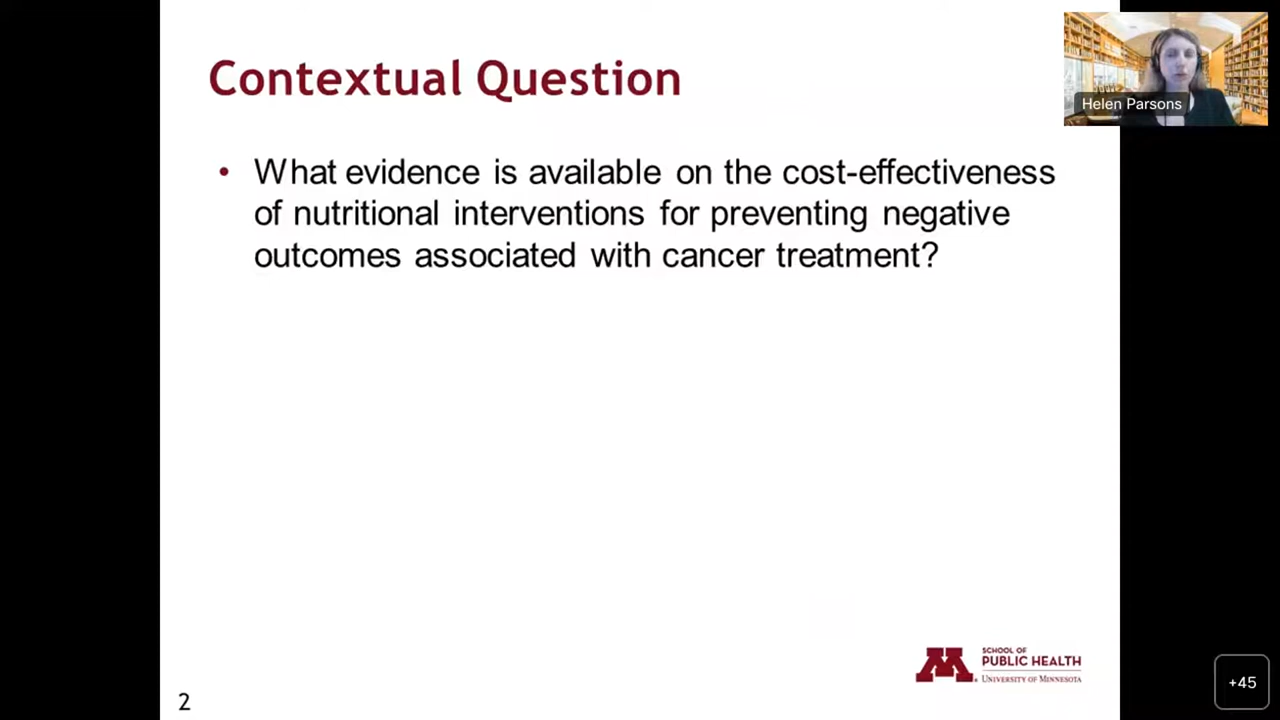 Contextual Question
Helen Parsons
• What evidence is available on the cost-effectiveness
of nutritional interventions for preventing negative
outcomes associated with cancer treatment?
SCHOOL OF
PUBLIC HEALTH
UNIVERSITY OF MINNESOTA
2
+45